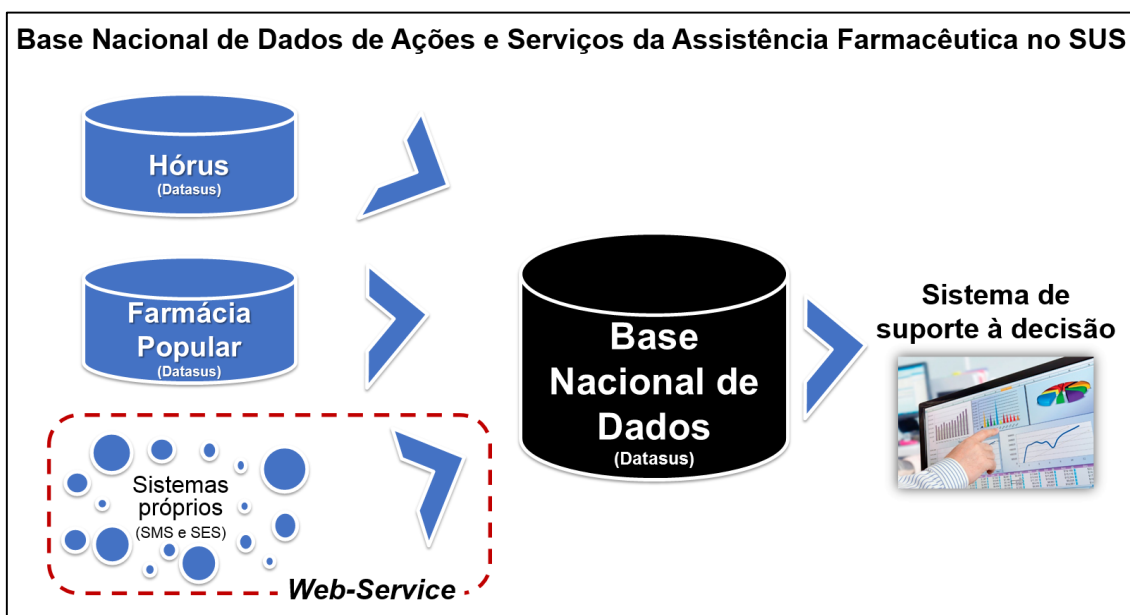 Base Nacional de Dados de Ações e Serviços da Assistência Farmacêutica no SUS
Hórus
(Datasus)
Farmácia
Popular
(Datasus)
Sistemas
próprios
(SMS e SES)
Web-Service
Base
Nacional de
Dados
(Datasus)
Sistema de
suporte à decisão